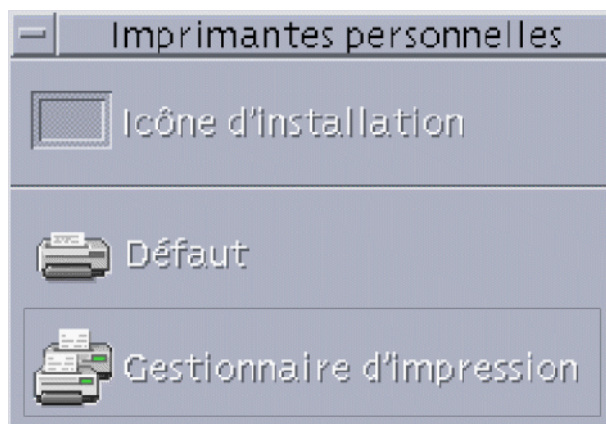 Imprimantes personnelles
Icône d'installation
Défaut
Gestionnaire d'impression